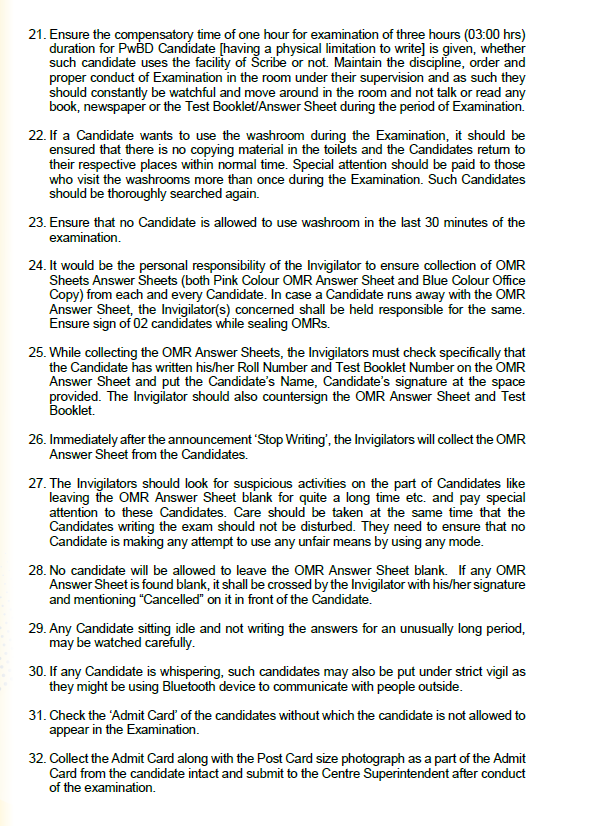 21. Ensure the compensatory time of one hour for examination of three hours (03:00 hrs)
duration for PwBD Candidate [having a physical limitation to write] is given, whether
such candidate uses the facility of Scribe or not. Maintain the discipline, order and
proper conduct of Examination in the room under their supervision and as such they
should constantly be watchful and move around in the room and not talk or read any
book, newspaper or the Test Booklet/Answer Sheet during the period of Examination.
22. If a Candidate wants to use the washroom during the Examination, it should be
ensured that there is no copying material in the toilets and the Candidates return to
their respective places within normal time. Special attention should be paid to those
who visit the washrooms more than once during the Examination. Such Candidates
should be thoroughly searched again.
23. Ensure that no Candidate is allowed to use washroom in the last 30 minutes of the
examination.
24. It would be the personal responsibility of the Invigilator to ensure collection of OMR
Sheets Answer Sheets (both Pink Colour OMR Answer Sheet and Blue Colour Office
Copy) from each and every Candidate. In case a Candidate runs away with the OMR
Answer Sheet, the Invigilator(s) concerned shall be held responsible for the same.
Ensure sign of 02 candidates while sealing OMRs.
25. While collecting the OMR Answer Sheets, the Invigilators must check specifically that
the Candidate has written his/her Roll Number and Test Booklet Number on the OMR
Answer Sheet and put the Candidate's Name, Candidate's signature at the space
provided. The Invigilator should also countersign the OMR Answer Sheet and Test
Booklet.
26. Immediately after the announcement 'Stop Writing', the Invigilators will collect the OMR
Answer Sheet from the Candidates.
27. The Invigilators should look for suspicious activities on the part of Candidates like
leaving the OMR Answer Sheet blank for quite a long time etc. and pay special
attention to these Candidates. Care should be taken at the same time that the
Candidates writing the exam should not be disturbed. They need to ensure that no
Candidate is making any attempt to use any unfair means by using any mode.
28. No candidate will be allowed to leave the OMR Answer Sheet blank. If any OMR
Answer Sheet is found blank, it shall be crossed by the Invigilator with his/her signature
and mentioning "Cancelled" on it in front of the Candidate.
29. Any Candidate sitting idle and not writing the answers for an unusually long period,
may be watched carefully.
30. If any Candidate is whispering, such candidates may also be put under strict vigil as
they might be using Bluetooth device to communicate with people outside.
31. Check the 'Admit Card' of the candidates without which the candidate is not allowed to
appear in the Examination.
32. Collect the Admit Card along with the Post Card size photograph as a part of the Admit
Card from the candidate intact and submit to the Centre Superintendent after conduct
of the examination.